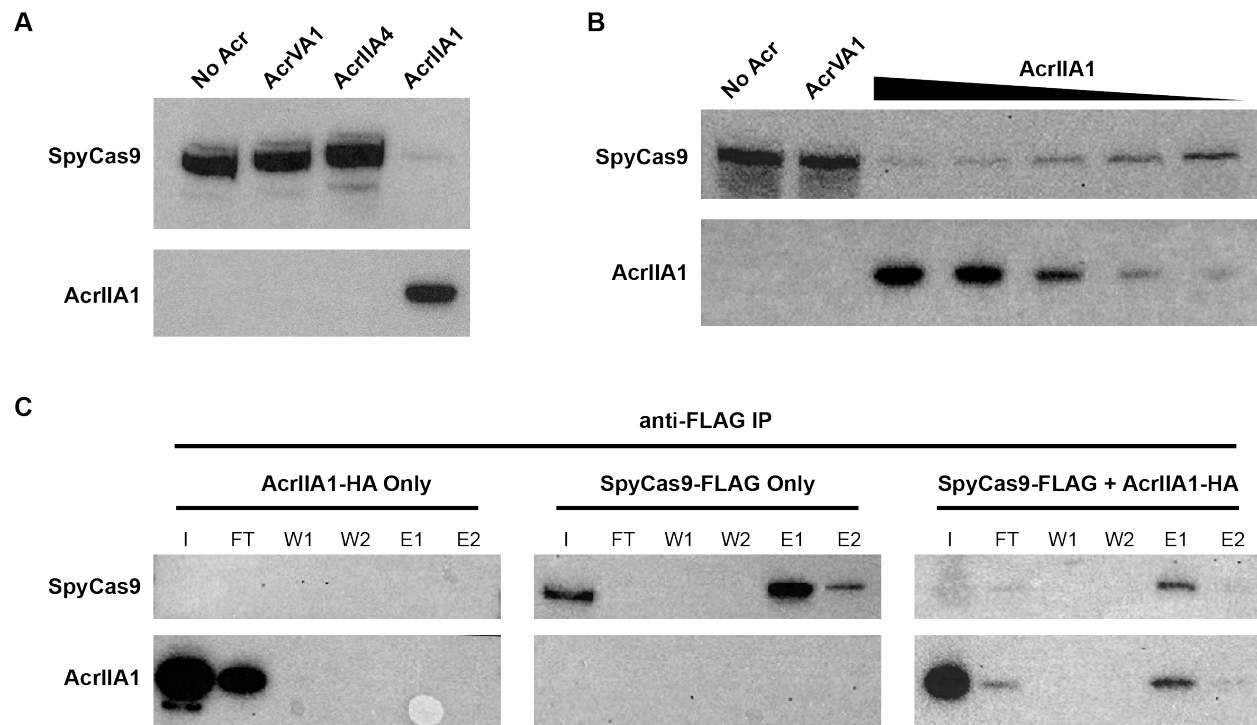 A
No Acr AcrVA1 AcrIIA4 AcrIIA1
SpyCas9
AcrIIA1
B
No Acr AcrVA1 AcrIIA1
SpyCas9
AcrIIA1
C
anti-FLAG IP
AcrIIA1-HA Only SpyCas9-FLAG Only SpyCas9-FLAG + AcrIIA1-HA
I FT W1 W2 E1 E2 I FT W1 W2 E1 E2 I FT W1 W2 E1 E2
SpyCas9
AcrIIA1